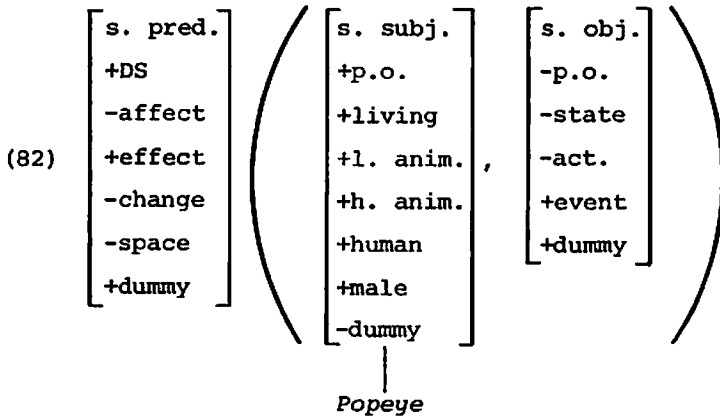 s. pred. s. subj. s. obj.
+DS +p.o. -p.o.
-affect +living -state
(82) +effect +l. anim. , -act.
-change +h. anim. +event
-space +human +dummy
+dummy +male
-dummy
Popeye